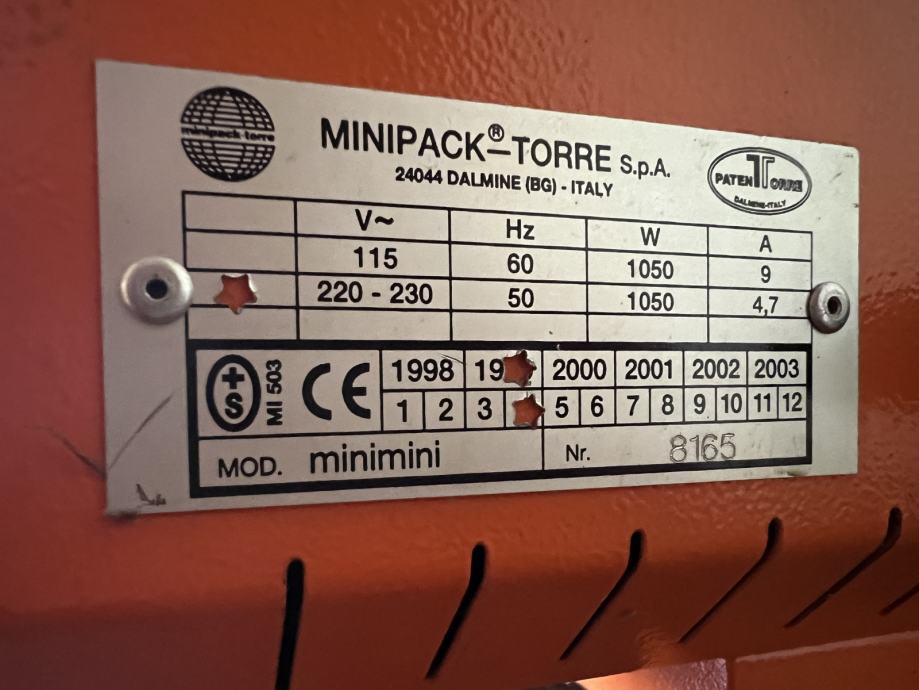 minipack-torre
MINIPACK®-TORRE S.p.A.
24044 DALMINE (BG) - ITALY
PATEN TORRE
DALMINE-ITALY
V~ Hz W A
115 60 1050 9
220 - 230 50 1050 4,7
+S MI 503 CE
1998 19 2000 2001 2002 2003
1 2 3 5 6 7 8 9 10 11 12
MOD. minimini Nr. 8165